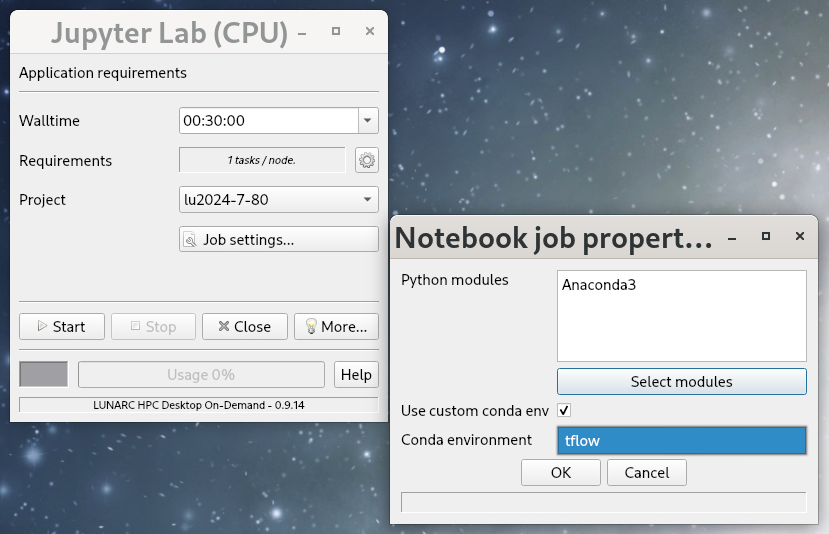 Jupyter Lab (CPU)
Application requirements
Walltime
00:30:00
Requirements
1 tasks / node.
Project
lu2024-7-80
Job settings...
Start
Stop
Close
More...
Usage 0%
Help
LUNARC HPC Desktop On-Demand - 0.9.14
Notebook job propert...
Python modules
Anaconda3
Select modules
Use custom conda env
Conda environment
tflow
OK
Cancel